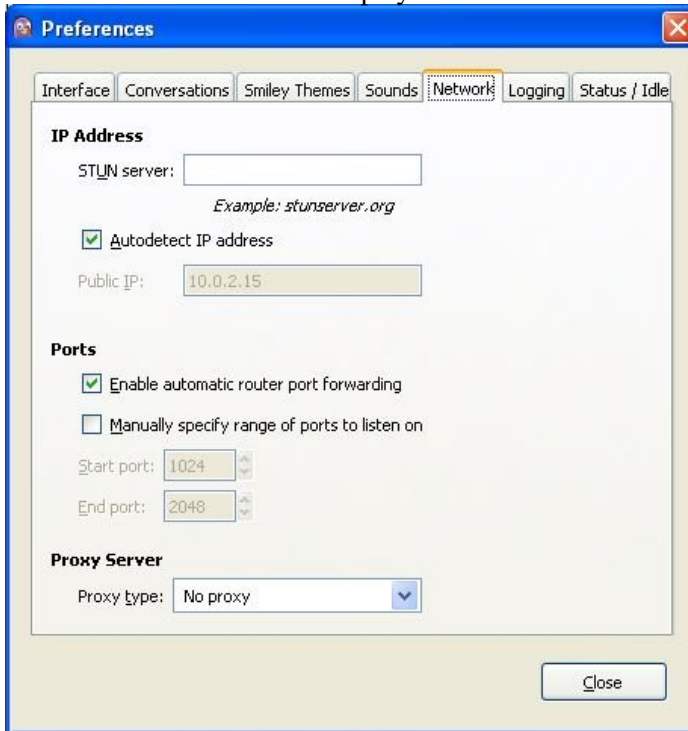 Preferences
Interface Conversations Smiley Themes Sounds Network Logging Status / Idle
IP Address
STUN server:
Example: stunserver.org
Autodetect IP address
Public IP: 10.0.2.15
Ports
Enable automatic router port forwarding
Manually specify range of ports to listen on
Start port: 1024
End port: 2048
Proxy Server
Proxy type: No proxy
Close